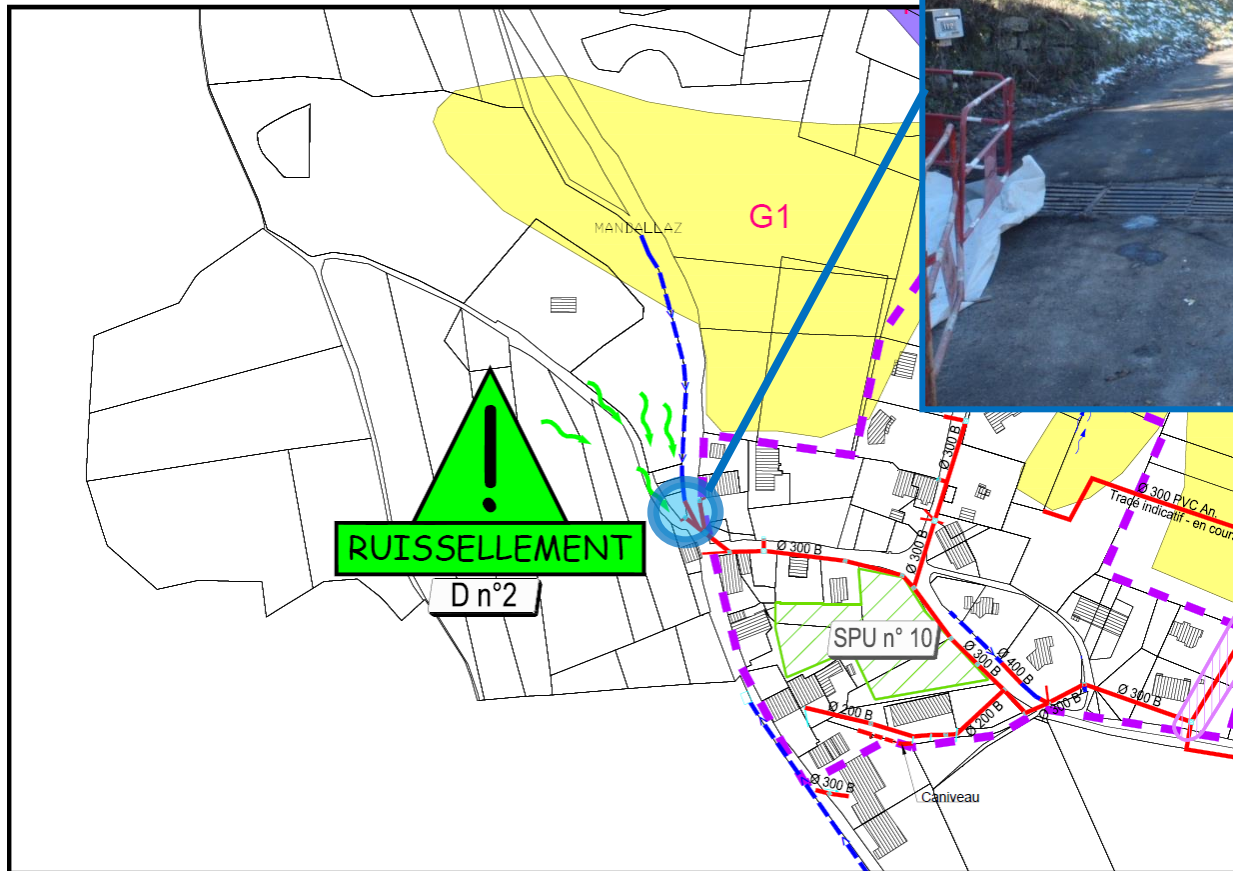 MANDALLAZ
G1
Ø 300 B
Ø 300 PVC An.
Tracé indicatif - en cour
RUISSELLEMENT
D n°2
Ø 300 B
Ø 300 B
SPU n° 10
Ø 300 B
Ø 400 B
Ø 300 B
Ø 300 B
Ø 200 B
Ø 200 B
Ø 300 B
Caniveau